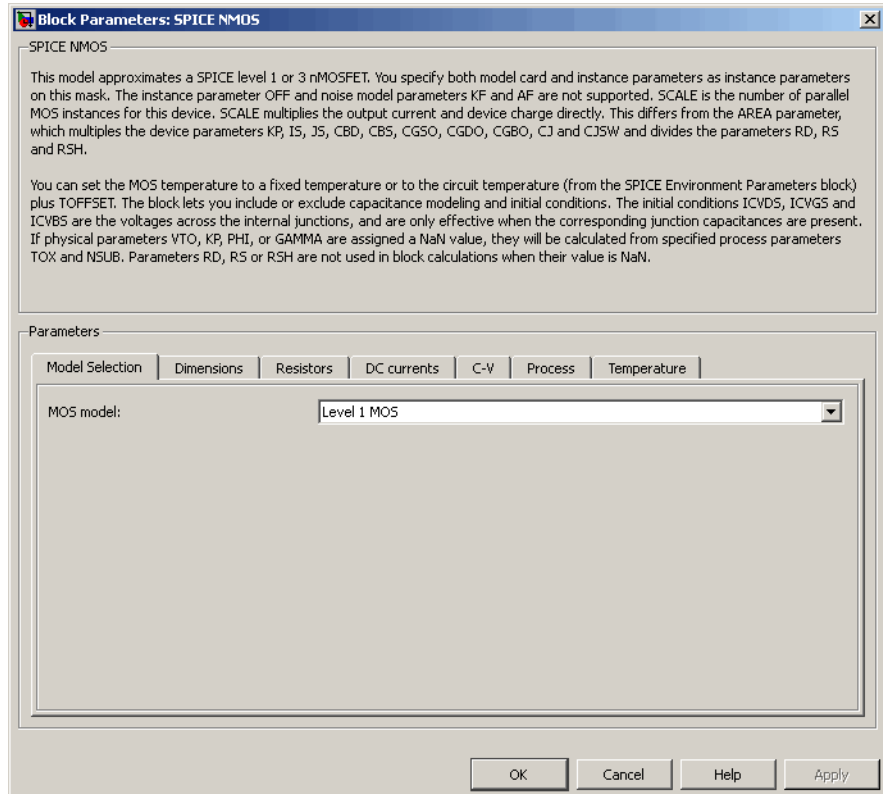 Block Parameters: SPICE NMOS
SPICE NMOS
This model approximates a SPICE level 1 or 3 nMOSFET. You specify both model card and instance parameters as instance parameters
on this mask. The instance parameter OFF and noise model parameters KF and AF are not supported. SCALE is the number of parallel
MOS instances for this device. SCALE multiplies the output current and device charge directly. This differs from the AREA parameter,
which multiples the device parameters KP, IS, JS, CBD, CBS, CGSO, CGDO, CGBO, CJ and CJSW and divides the parameters RD, RS
and RSH.
You can set the MOS temperature to a fixed temperature or to the circuit temperature (from the SPICE Environment Parameters block)
plus TOFFSET. The block lets you include or exclude capacitance modeling and initial conditions. The initial conditions ICVDS, ICVGS and
ICVBS are the voltages across the internal junctions, and are only effective when the corresponding junction capacitances are present.
If physical parameters VTO, KP, PHI, or GAMMA are assigned a NaN value, they will be calculated from specified process parameters
TOX and NSUB. Parameters RD, RS or RSH are not used in block calculations when their value is NaN.
Parameters
Model Selection Dimensions Resistors DC currents C-V Process Temperature
MOS model: Level 1 MOS
OK Cancel Help Apply